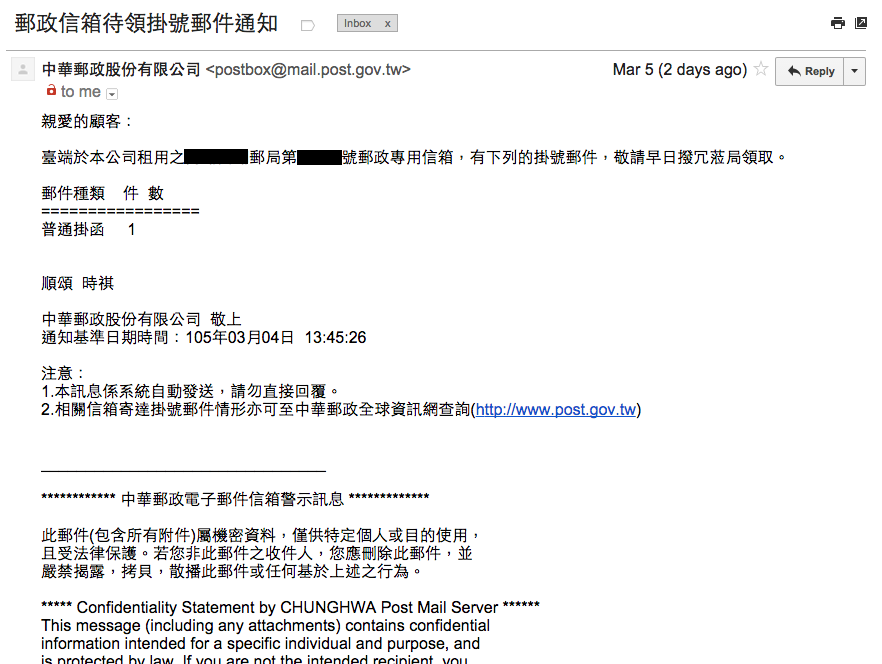 郵政信箱待領掛號郵件通知 Inbox x
中華郵政股份有限公司 <postbox@mail.post.gov.tw> Mar 5 (2 days ago) Reply
to me
親愛的顧客：
臺端於本公司租用之 郵局第 號郵政專用信箱，有下列的掛號郵件，敬請早日撥冗蒞局領取。
郵件種類 件 數
=================
普通掛函 1
順頌 時祺
中華郵政股份有限公司 敬上
通知基準日期時間：105年03月04日 13:45:26
注意：
1.本訊息係系統自動發送，請勿直接回覆。
2.相關信箱寄達掛號郵件情形亦可至中華郵政全球資訊網查詢(http://www.post.gov.tw)
________________________________
************ 中華郵政電子郵件信箱警示訊息 *************
此郵件(包含所有附件)屬機密資料，僅供特定個人或目的使用，
且受法律保護。若您非此郵件之收件人，您應刪除此郵件，並
嚴禁揭露，拷貝，散播此郵件或任何基於上述之行為。
***** Confidentiality Statement by CHUNGHWA Post Mail Server ******
This message (including any attachments) contains confidential
information intended for a specific individual and purpose, and
is protected by law. If you are not the intended recipient, you